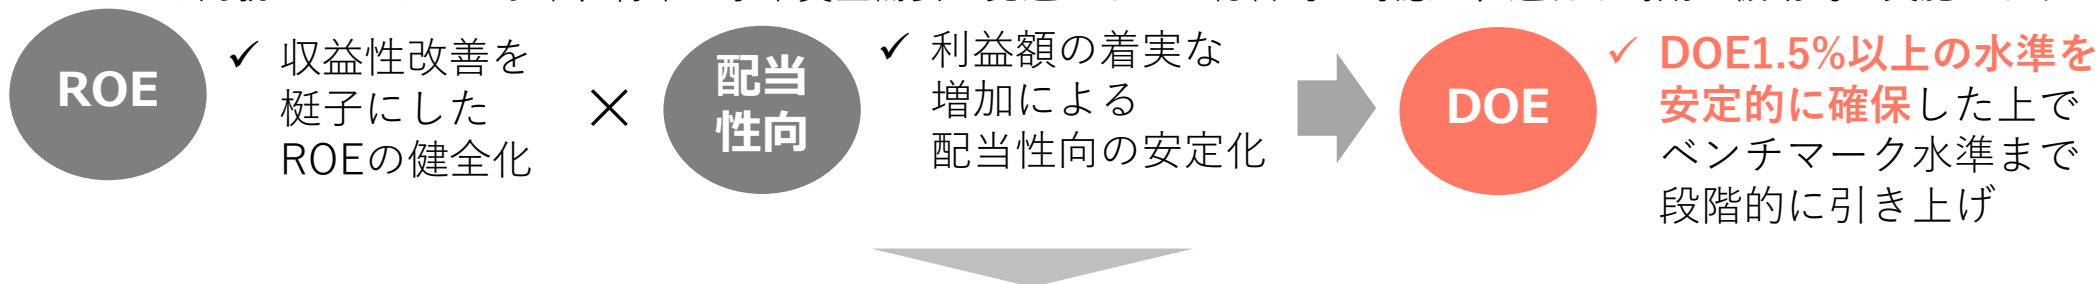 ROE
✓ 収益性改善を
梃子にした
ROEの健全化
×
配当
性向
✓ 利益額の着実な
増加による
配当性向の安定化
DOE
✓ DOE1.5%以上の水準を
安定的に確保した上で
ベンチマーク水準まで
段階的に引き上げ